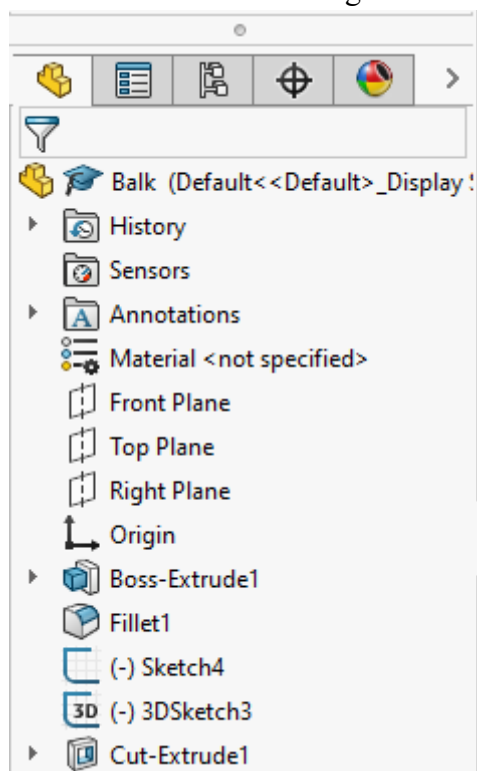 Balk (Default<<Default>_Display
History
Sensors
A Annotations
Material <not specified>
Front Plane
Top Plane
Right Plane
Origin
Boss-Extrude1
Fillet1
(-) Sketch4
3D (-) 3DSketch3
Cut-Extrude1